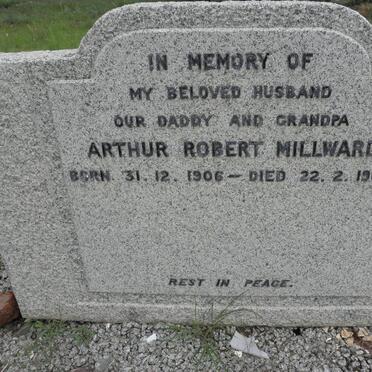 IN MEMORY OF
MY BELOVED HUSBAND
OUR DADDY AND GRANDPA
ARTHUR ROBERT MILLWARD
BORN 31.12.1906 — DIED 22.2.
REST IN PEACE.